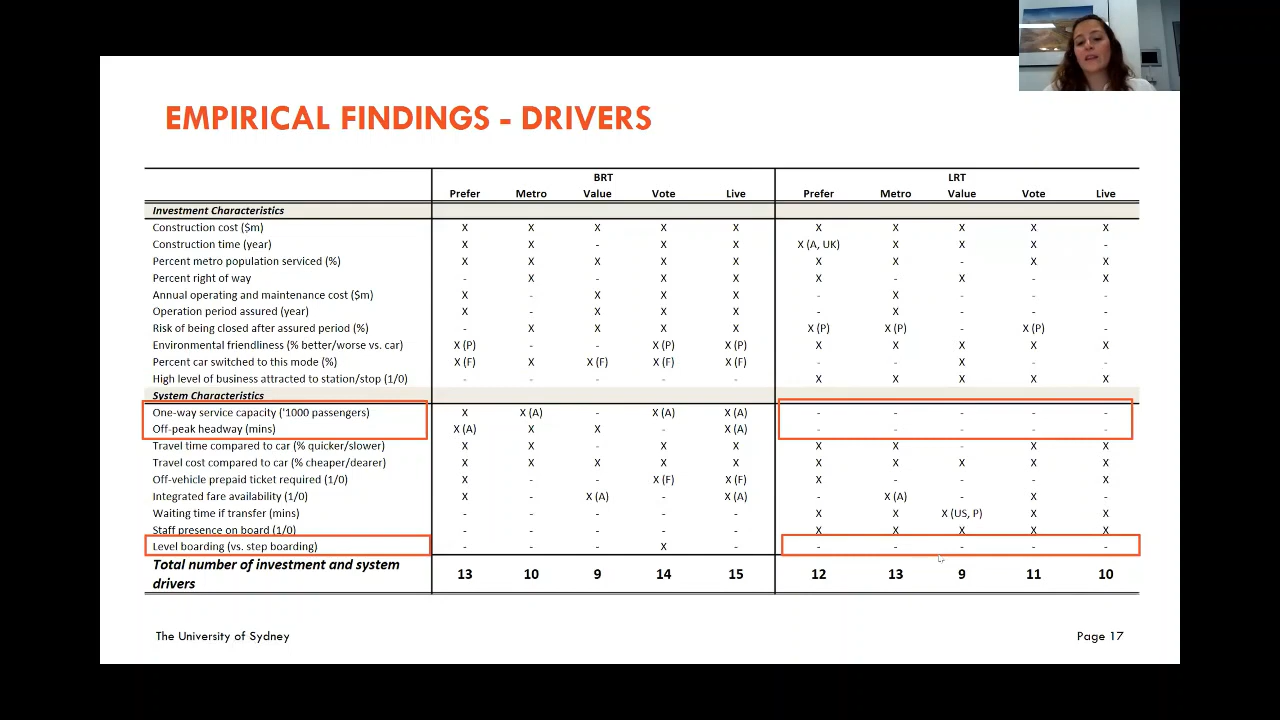 EMPIRICAL FINDINGS - DRIVERS
BRT LRT
Prefer Metro Value Vote Live Prefer Metro Value Vote Live
Investment Characteristics
Construction cost ($m) X X X X X X X X X X
Construction time (year) X X - X X X (A, UK) X X X -
Percent metro population serviced (%) X X X X X X X - X X
Percent right of way - X - - - - X X - X
Annual operating and maintenance cost ($m) X - X X X - X - - -
Operation period assured (year) X - X X X - X - - -
Risk of being closed after assured period (%) - X X X X X (P) X (P) - X (P) -
Environmental friendliness (% better/worse vs. car) X (P) - - X (P) X (P) X X X X X
Percent car switched to this mode (%) X (F) X X (F) X (F) X (F) - - X - -
High level of business attracted to station/stop (1/0) - - - - - X X X X X
System Characteristics
One-way service capacity ('1000 passengers) X X (A) - X (A) X (A) - - - - -
Off-peak headway (mins) X (A) X X - X (A) - - - - -
Travel time compared to car (% quicker/slower) X X - X X X X - X X
Travel cost compared to car (% cheaper/dearer) X X X X X X X X X X
Off-vehicle prepaid ticket required (1/0) X - - X (F) X (F) X - - - X
Integrated fare availability (1/0) X - X (A) - X (A) - X (A) - X -
Waiting time if transfer (mins) - - - - - X X X (US, P) X X
Staff presence on board (1/0) - - - - - X X X X X
Level boarding (vs. step boarding) - - - X - - - - - -
Total number of investment and system
drivers 13 10 9 14 15 12 13 9 11 10
The University of Sydney Page 17